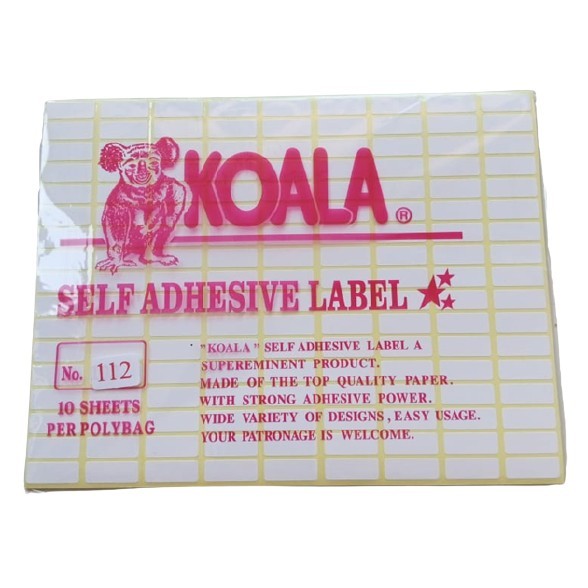 KOALA ®
SELF ADHESIVE LABEL
No. 112
10 SHEETS
PER POLYBAG
"KOALA" SELF ADHESIVE LABEL A
SUPEREMINENT PRODUCT.
MADE OF THE TOP QUALITY PAPER.
WITH STRONG ADHESIVE POWER.
WIDE VARIETY OF DESIGNS, EASY USAGE.
YOUR PATRONAGE IS WELCOME.